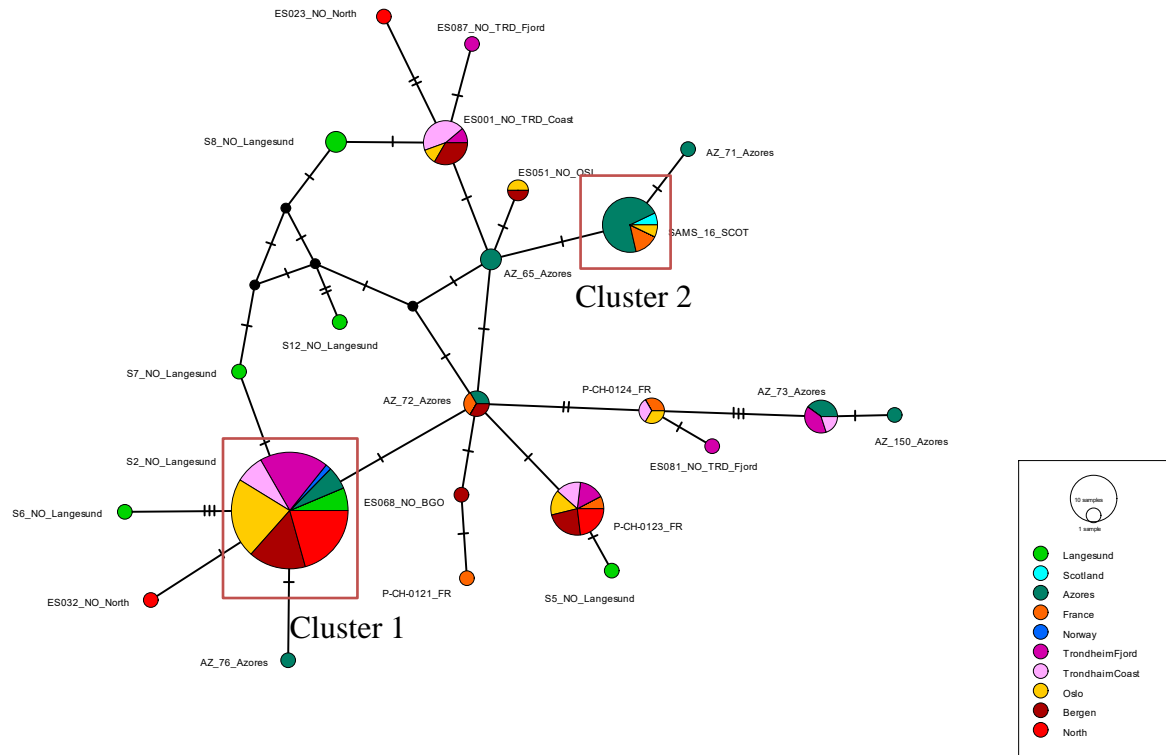 ES023_NO_North
ES087_NO_TRD_Fjord
ES001_NO_TRD_Coast
S8_NO_Langesund
AZ_71_Azores
ES051_NO_OSL
SAMS_16_SCOT
AZ_65_Azores
Cluster 2
S12_NO_Langesund
S7_NO_Langesund
P-CH-0124_FR
AZ_73_Azores
AZ_72_Azores
AZ_150_Azores
ES081_NO_TRD_Fjord
S2_NO_Langesund
ES068_NO_BGO
S6_NO_Langesund
P-CH-0123_FR
P-CH-0121_FR
S5_NO_Langesund
ES032_NO_North
Cluster 1
AZ_76_Azores
10 samples
1 sample
Langesund
Scotland
Azores
France
Norway
TrondheimFjord
TrondhaimCoast
Oslo
Bergen
North